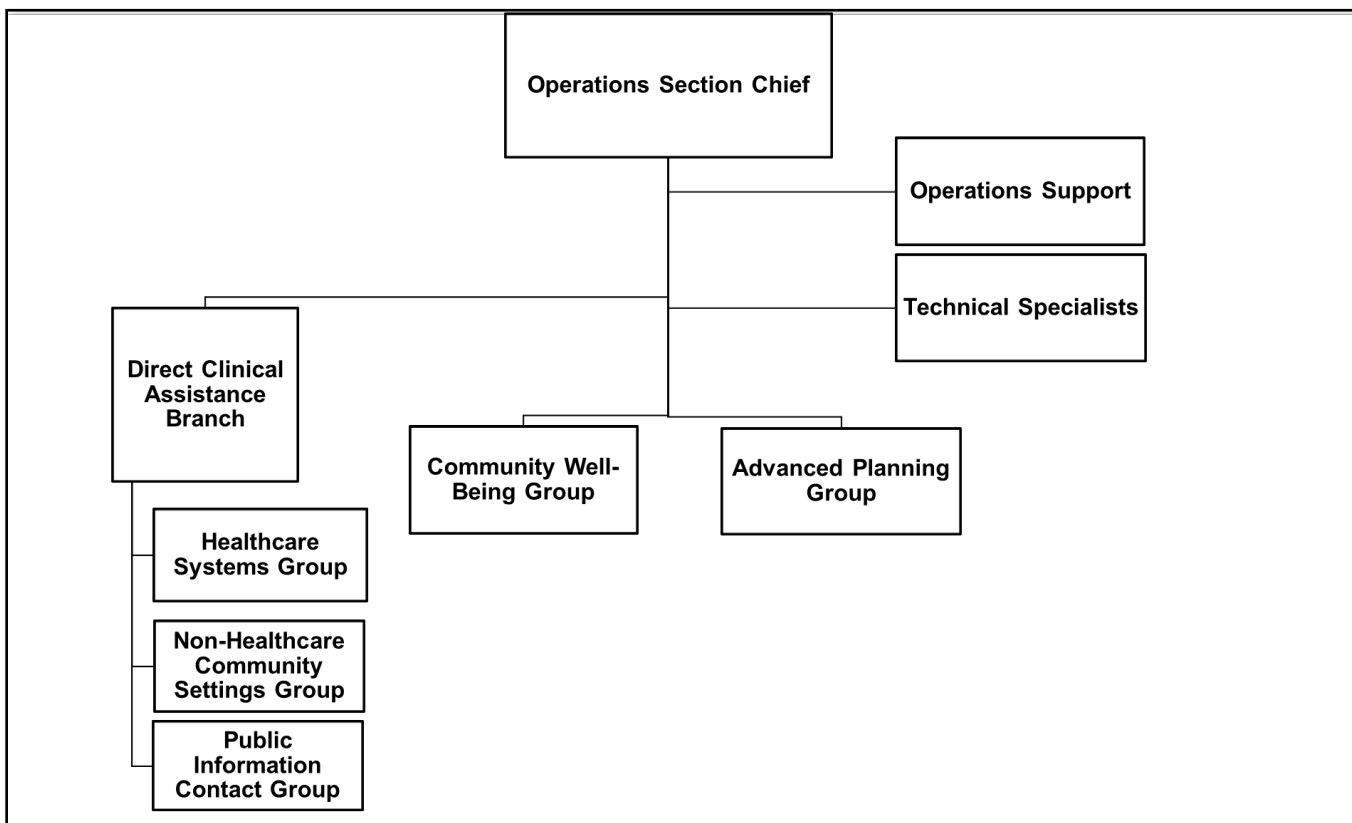 Operations Section Chief
Operations Support
Technical Specialists
Direct Clinical
Assistance
Branch
Community Well-
Being Group
Advanced Planning
Group
Healthcare
Systems Group
Non-Healthcare
Community
Settings Group
Public
Information
Contact Group